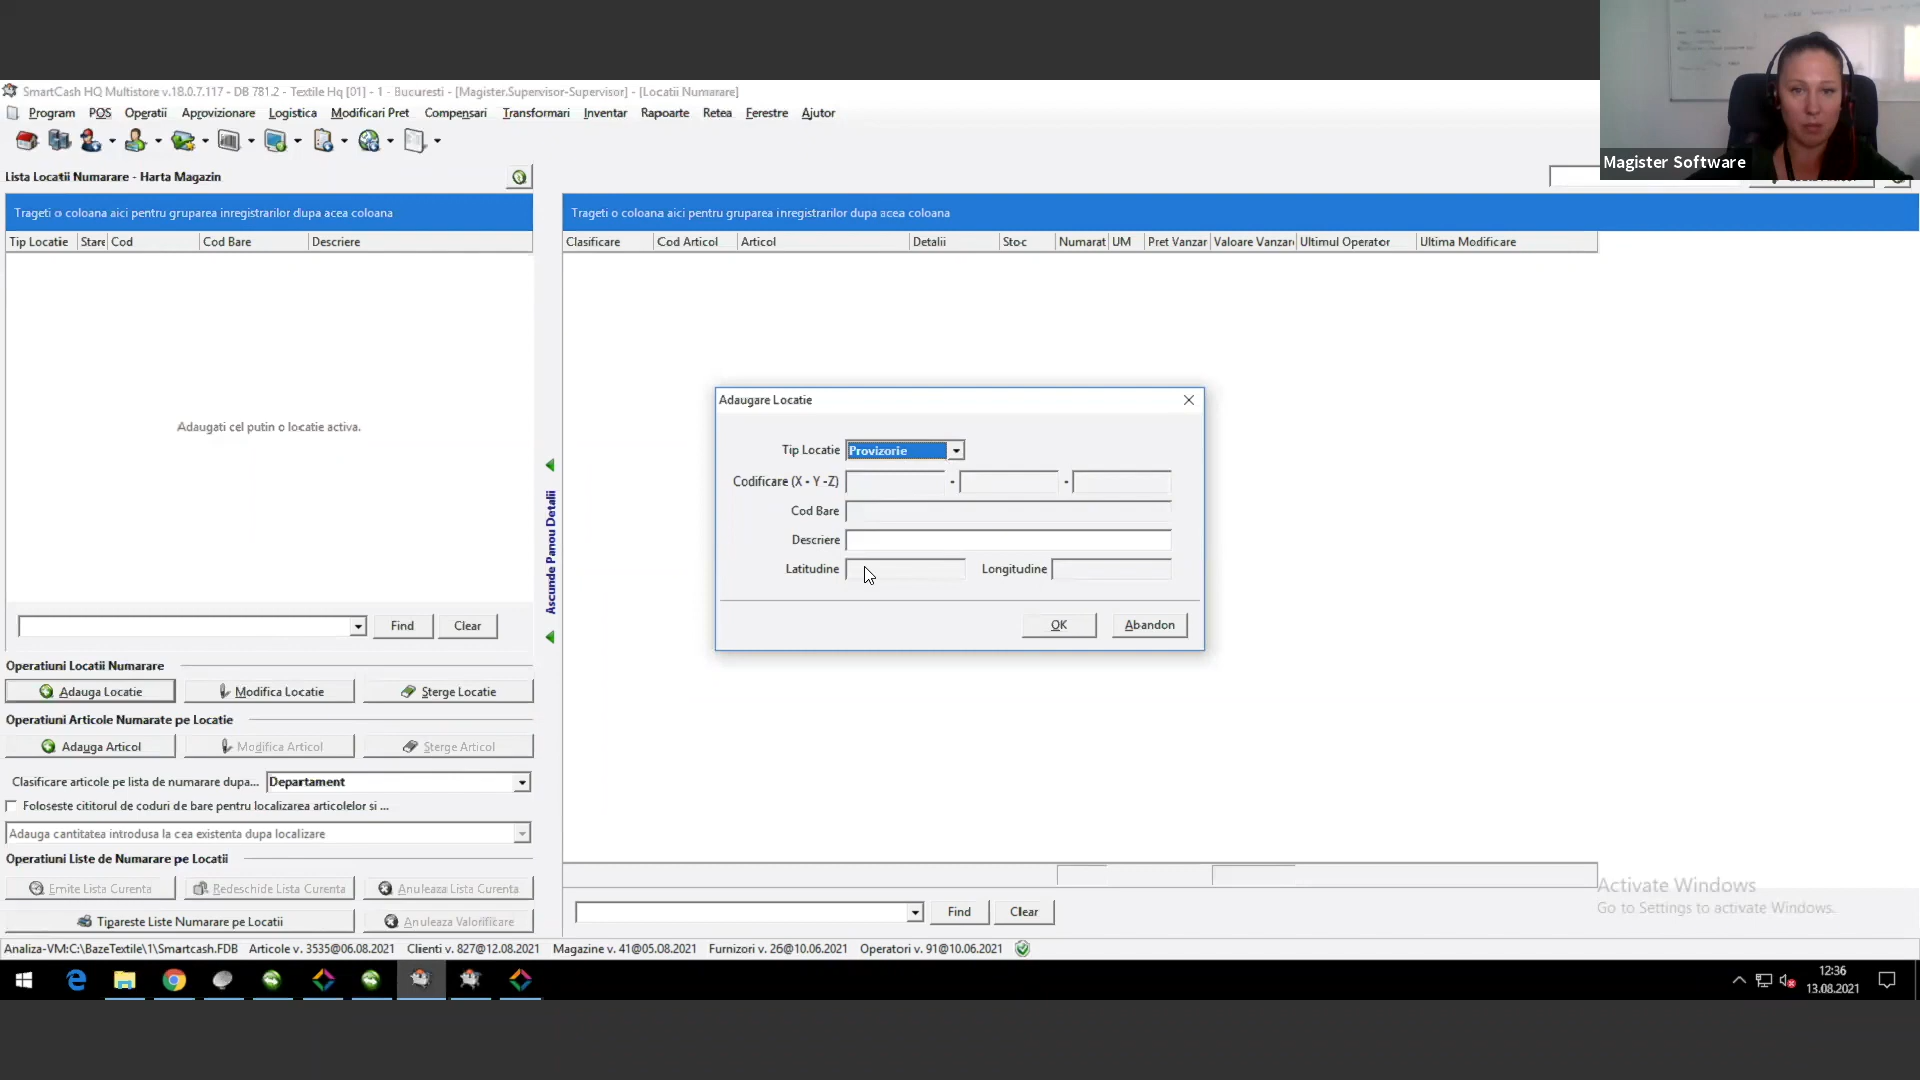 SmartCash HQ Multistore v.18.0.7.117 - DB 781.2 - Textile Hq [01] - 1 - Bucuresti - [Magister.Supervisor-Supervisor] - [Locatii Numarare]
Program POS Operatii Aprovizionare Logistica Modificari Pret Compensari Transformari Inventar Rapoarte Retea Ferestre Ajutor
Magister Software
Lista Locatii Numarare - Harta Magazin
Trageti o coloana aici pentru gruparea inregistrarilor dupa acea coloana
Trageti o coloana aici pentru gruparea inregistrarilor dupa acea coloana
Tip Locatie Stare Cod Cod Bare Descriere
Clasificare Cod Articol Articol Detalii Stoc Numarat UM Pret Vanzar Valoare Vanzar Ultimul Operator Ultima Modificare
Adaugati cel putin o locatie activa.
Ascunde Panou Detalii
Adaugare Locatie
Tip Locatie Provizorie
Codificare (X - Y -Z) - -
Cod Bare
Descriere
Latitudine Longitudine
OK Abandon
Find Clear
Operatiuni Locatii Numarare
Adauga Locatie Modifica Locatie Sterge Locatie
Operatiuni Articole Numarate pe Locatie
Adauga Articol Modifica Articol Sterge Articol
Clasificare articole pe lista de numarare dupa... Departament
Foloseste cititorul de coduri de bare pentru localizarea articolelor si ...
Adauga cantitatea introdusa la cea existenta dupa localizare
Operatiuni Liste de Numarare pe Locatii
Emite Lista Curenta Redeschide Lista Curenta Anuleaza Lista Curenta
Tipareste Liste Numarare pe Locatii Anuleaza Valorificare
Find Clear
Activate Windows
Go to Settings to activate Windows.
Analiza-VM:C:\BazeTextile\1\Smartcash.FDB Articole v. 3535@06.08.2021 Clienti v. 827@12.08.2021 Magazine v. 41@05.08.2021 Furnizori v. 26@10.06.2021 Operatori v. 91@10.06.2021
12:36
13.08.2021